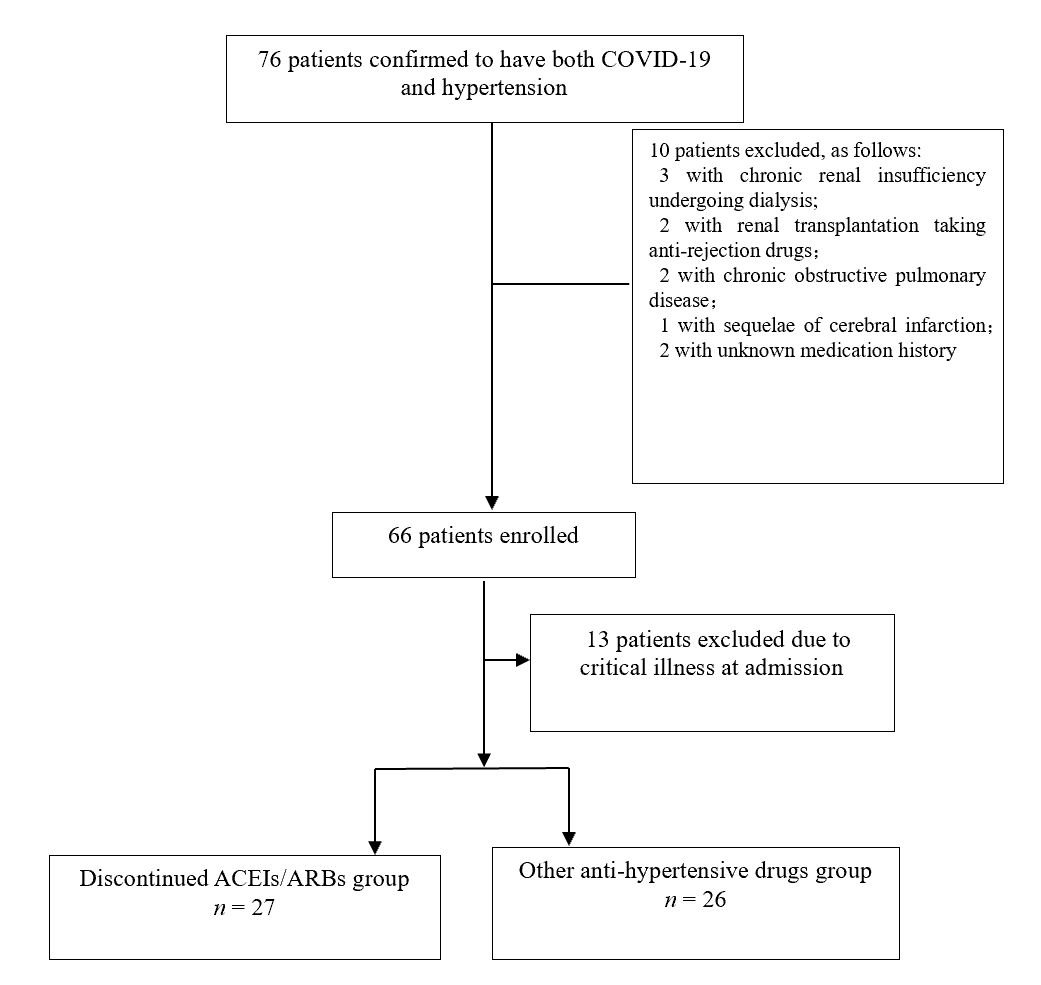 76 patients confirmed to have both COVID-19
and hypertension
10 patients excluded, as follows:
3 with chronic renal insufficiency
undergoing dialysis;
2 with renal transplantation taking
anti-rejection drugs；
2 with chronic obstructive pulmonary
disease；
1 with sequelae of cerebral infarction；
2 with unknown medication history
66 patients enrolled
13 patients excluded due to
critical illness at admission
Discontinued ACEIs/ARBs group
n = 27
Other anti-hypertensive drugs group
n = 26